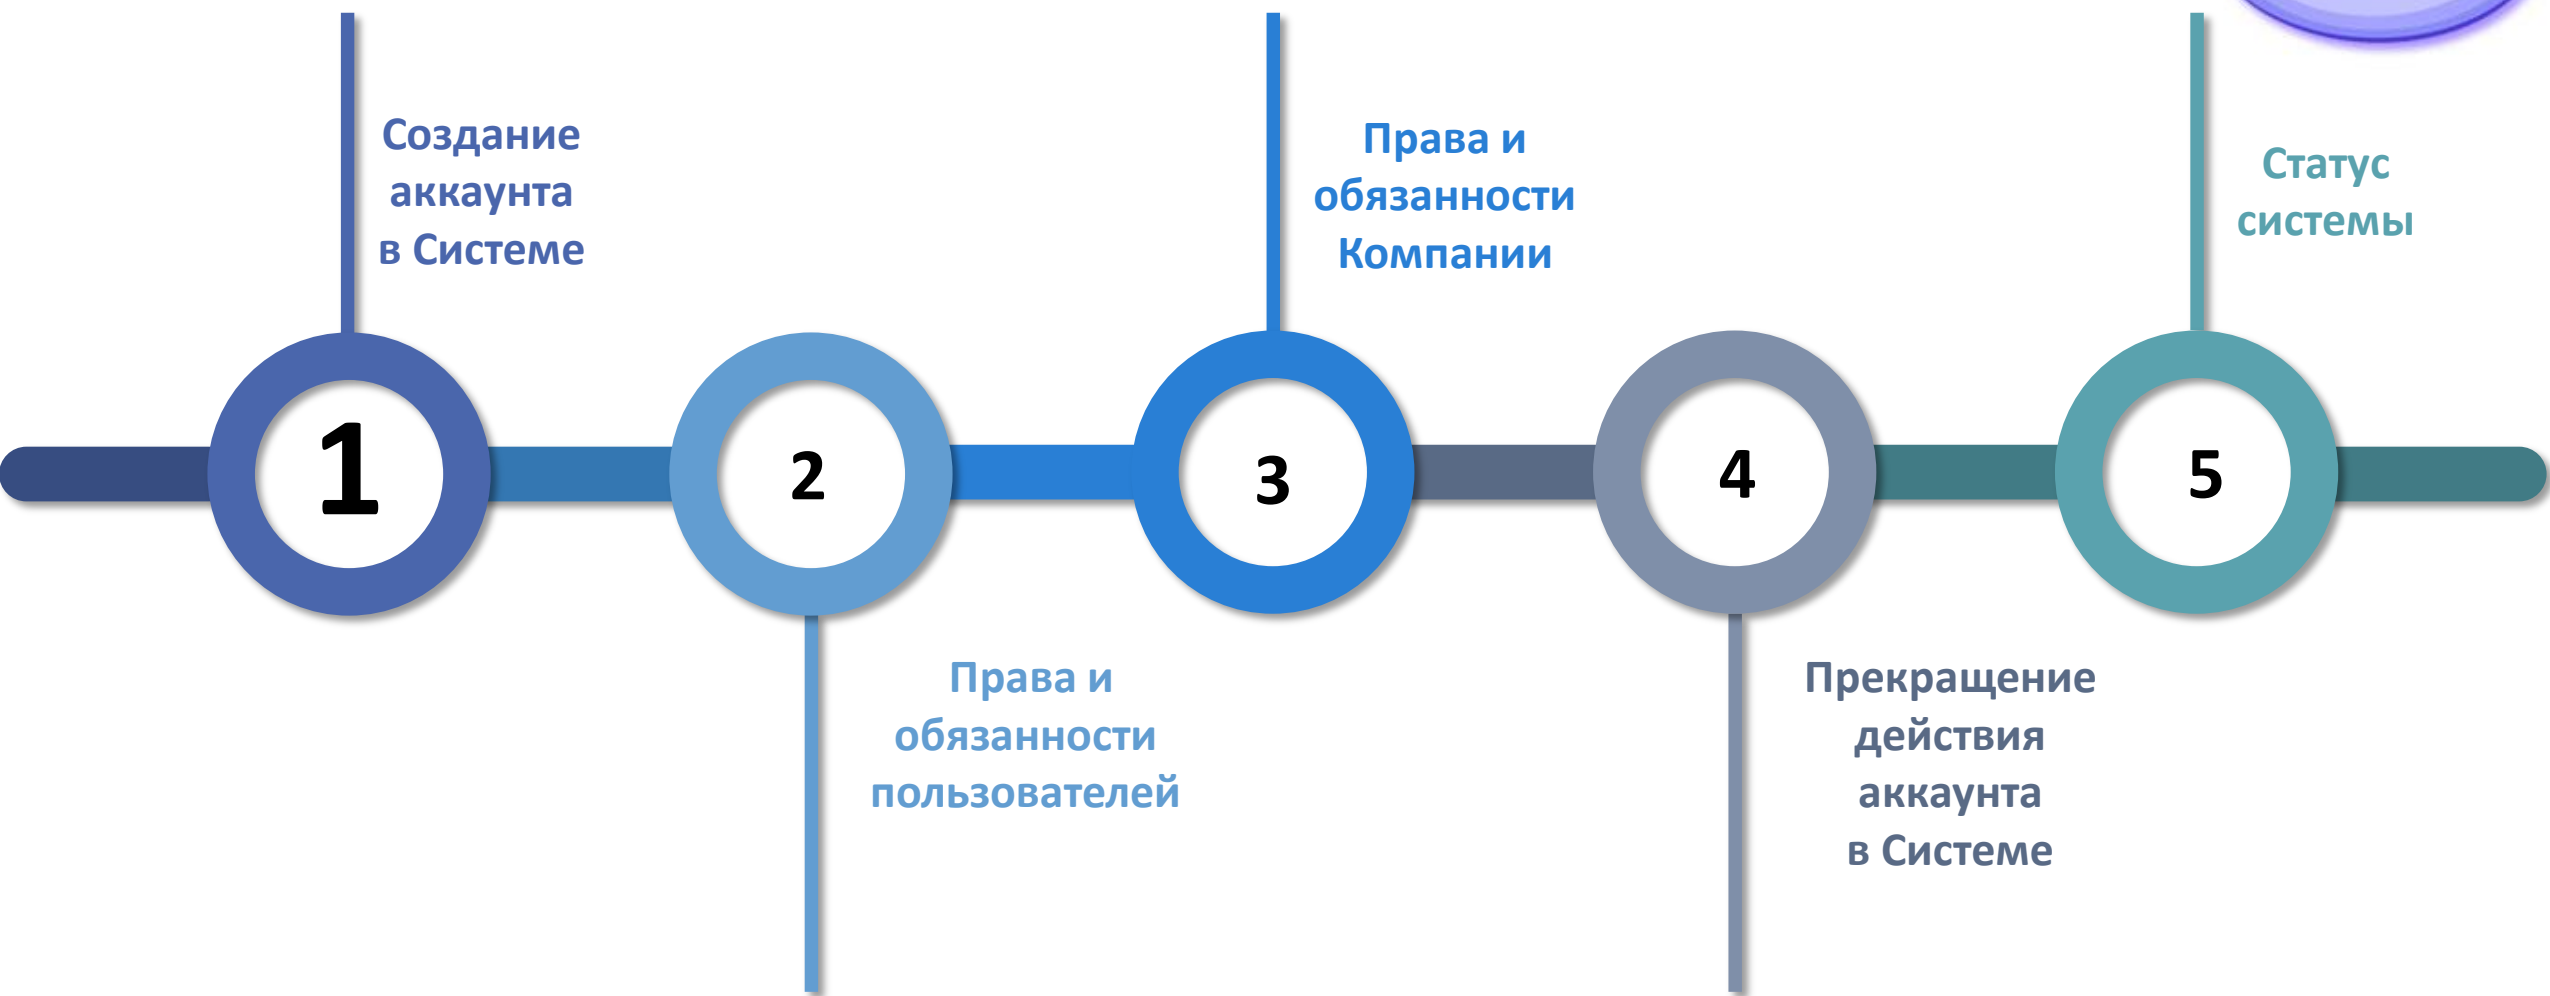 1
Создание
аккаунта
в Системе
2
Права и
обязанности
пользователей
3
Права и
обязанности
Компании
4
Прекращение
действия
аккаунта
в Системе
5
Статус
системы